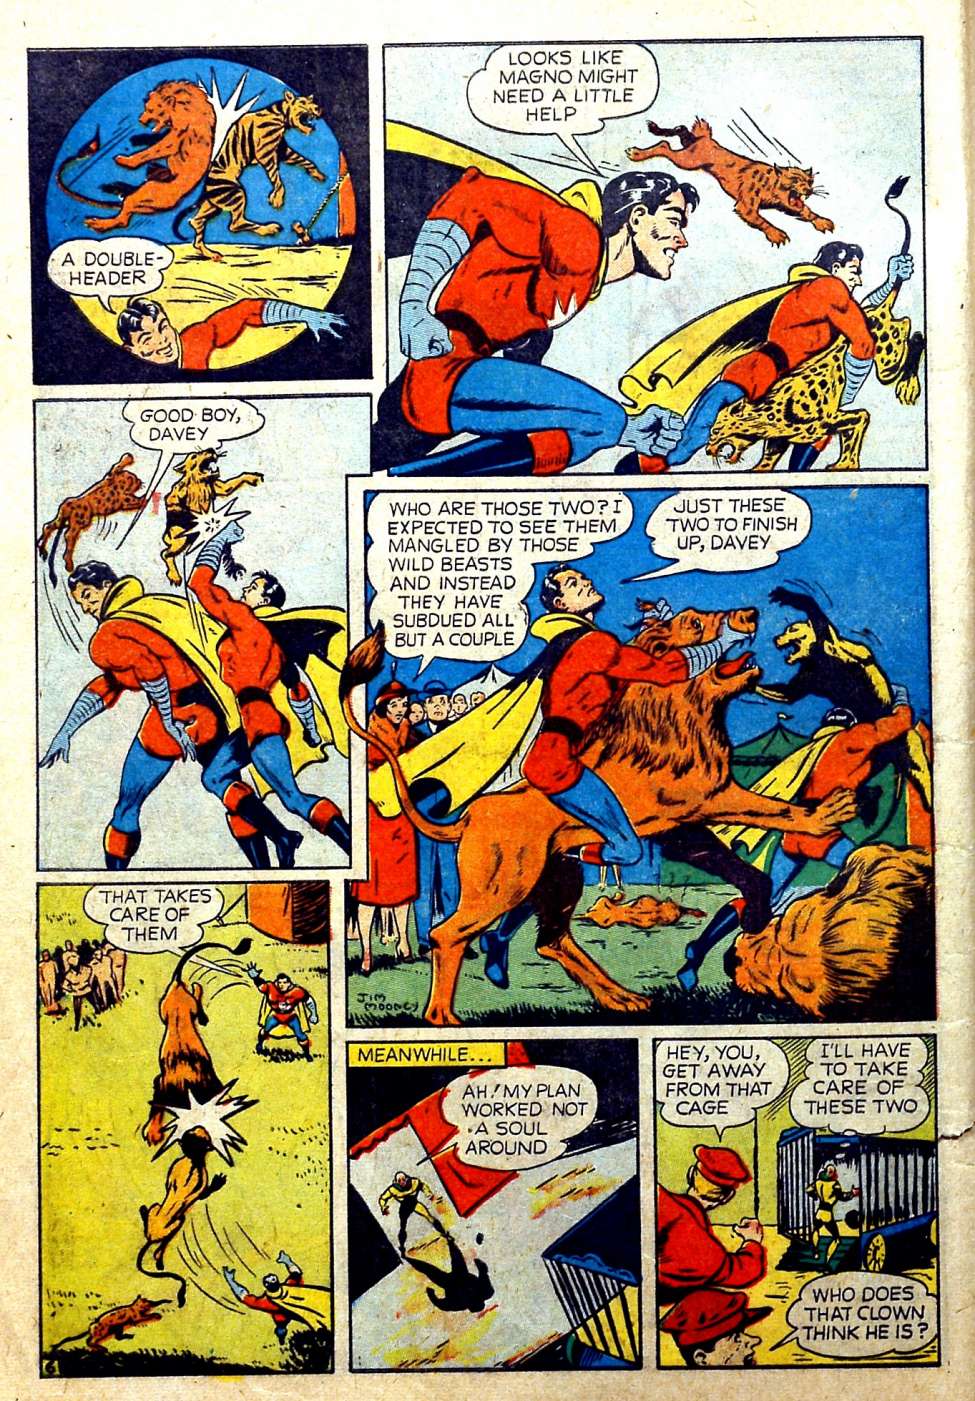 A DOUBLE-
HEADER
LOOKS LIKE
MAGNO MIGHT
NEED A LITTLE
HELP
GOOD BOY,
DAVEY
WHO ARE THOSE TWO? I
EXPECTED TO SEE THEM
MANGLED BY THOSE
WILD BEASTS
AND INSTEAD
THEY HAVE
SUBDUED ALL
BUT A COUPLE
JUST THESE
TWO TO FINISH
UP, DAVEY
JIM
MOONEY
THAT TAKES
CARE OF
THEM
6
MEANWHILE...
AH! MY PLAN
WORKED NOT
A SOUL
AROUND
HEY, YOU,
GET AWAY
FROM THAT
CAGE
I'LL HAVE
TO TAKE
CARE OF
THESE TWO
WHO DOES
THAT CLOWN
THINK HE IS?